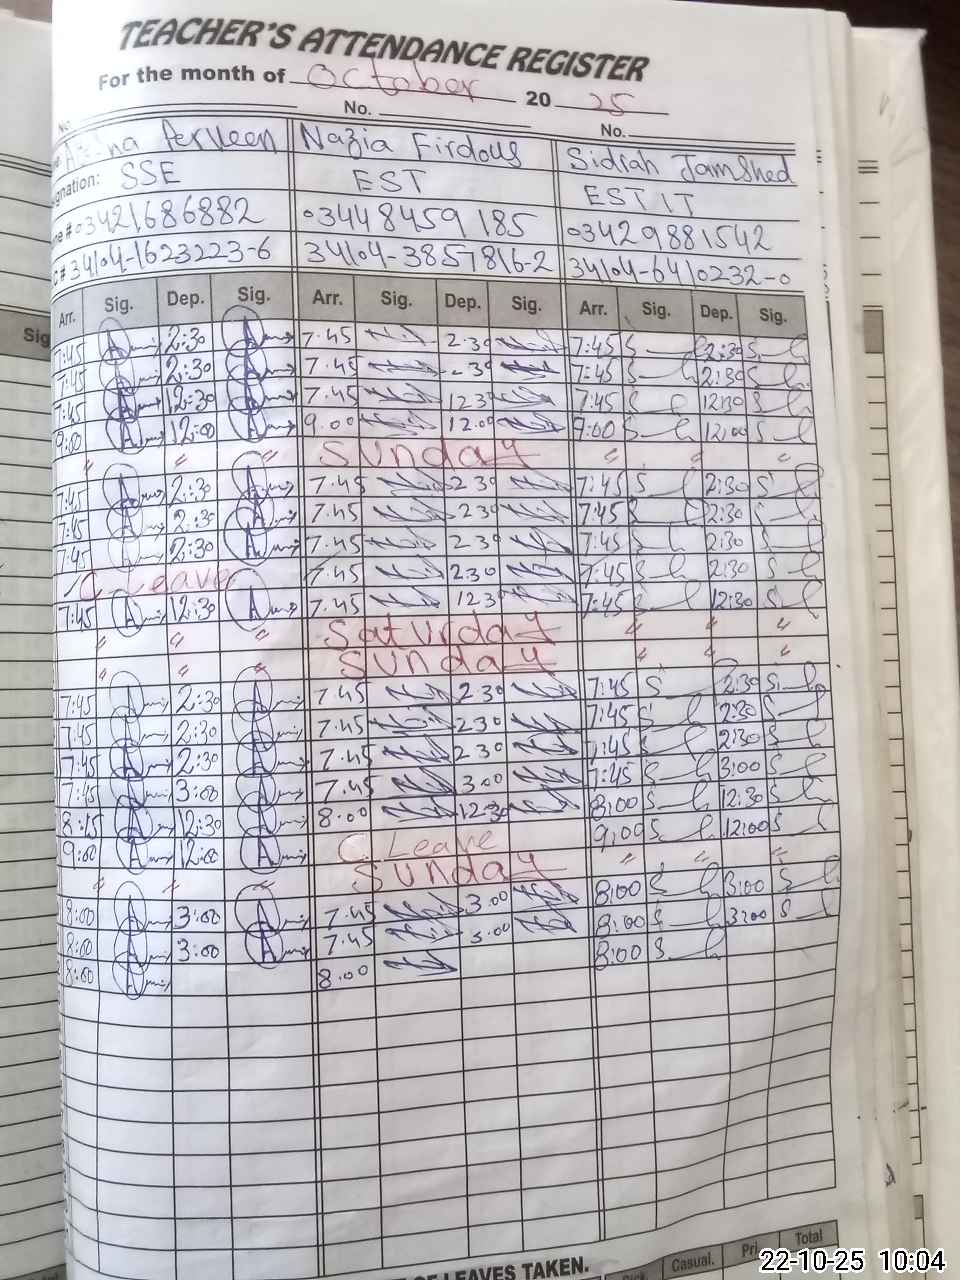 TEACHER'S ATTENDANCE REGISTER
For the month of October 20 25
No. No. No.
Perveen Nazia Firdous Sidrah Jamshed
gnation: SSE EST EST IT
ne # 03421686882 03448459185 03429881542
C # 34104-1623223-6 34104-3857816-2 34104-6410232-0
Arr. Sig. Dep. Sig. Arr. Sig. Dep. Sig. Arr. Sig. Dep. Sig.
7:45 2:30 7.45 2.30 7:45 2:30
7:45 2:30 7.45 30 7:45 2:30
7:45 12:30 7.45 12 3 7:45 12:30
9:00 12:00 9.00 12.00 9:00 12:00
" " " Sunday " " "
7:45 2:30 7.45 2 30 7:45 2:30
7:45 2:30 7.45 2 30 7:45 2:30
7:45 2:30 7.45 2 30 7:45 2:30
C Leave 7.45 2.30 7:45 2:30
7:45 12:30 7.45 12 3 7:45 12:30
" " " Saturday " " "
" " " Sunday " " "
7:45 2:30 7.45 2.30 7:45 2:30
7:45 2:30 7.45 2 30 7:45 2:30
7:45 2:30 7.45 2 30 7:45 2:30
7:45 3:00 7.45 3.00 7:45 3:00
8:15 12:30 8.00 12.30 8:00 12:30
9:00 12:00 C. Leave 9:00 12:00
" " " Sunday " " "
8:00 3:00 7.45 3.00 8:00 3:00
8:00 3:00 7.45 3.00 8:00 3:00
8:00 8.00 8:00
OF LEAVES TAKEN. Casual. Pri Total
22-10-25 10:04